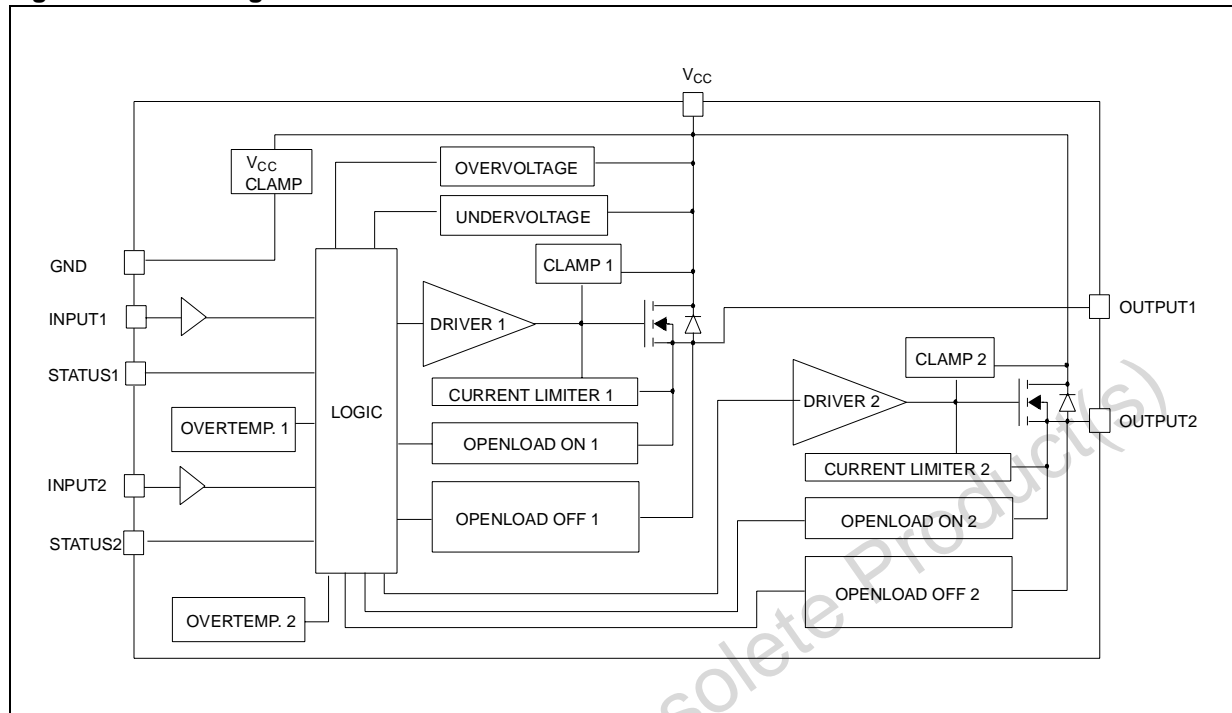 VCC
VCC
CLAMP
OVERVOLTAGE
UNDERVOLTAGE
GND
CLAMP 1
INPUT1
DRIVER 1
OUTPUT1
STATUS1
CLAMP 2
CURRENT LIMITER 1
LOGIC
DRIVER 2
OVERTEMP. 1
OUTPUT2
OPENLOAD ON 1
CURRENT LIMITER 2
INPUT2
OPENLOAD OFF 1
OPENLOAD ON 2
STATUS2
OPENLOAD OFF 2
OVERTEMP. 2
solete Product(s)